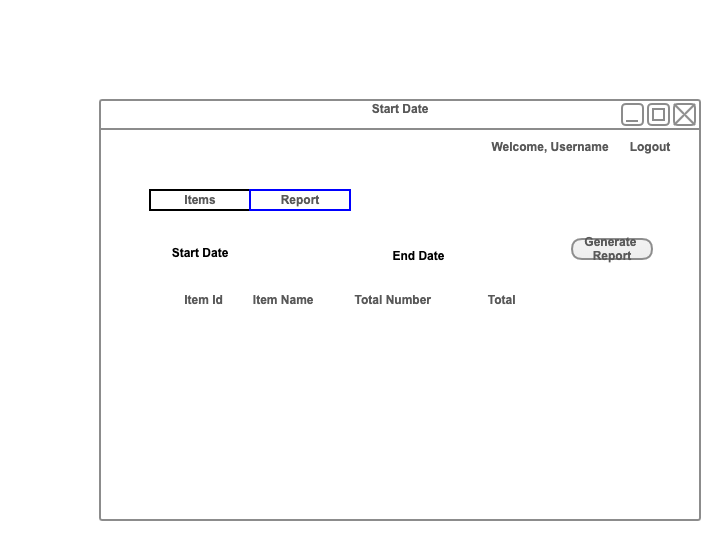 Start Date
Welcome, Username Logout
Items Report
Start Date End Date
Generate
Report
Item Id Item Name Total Number Total